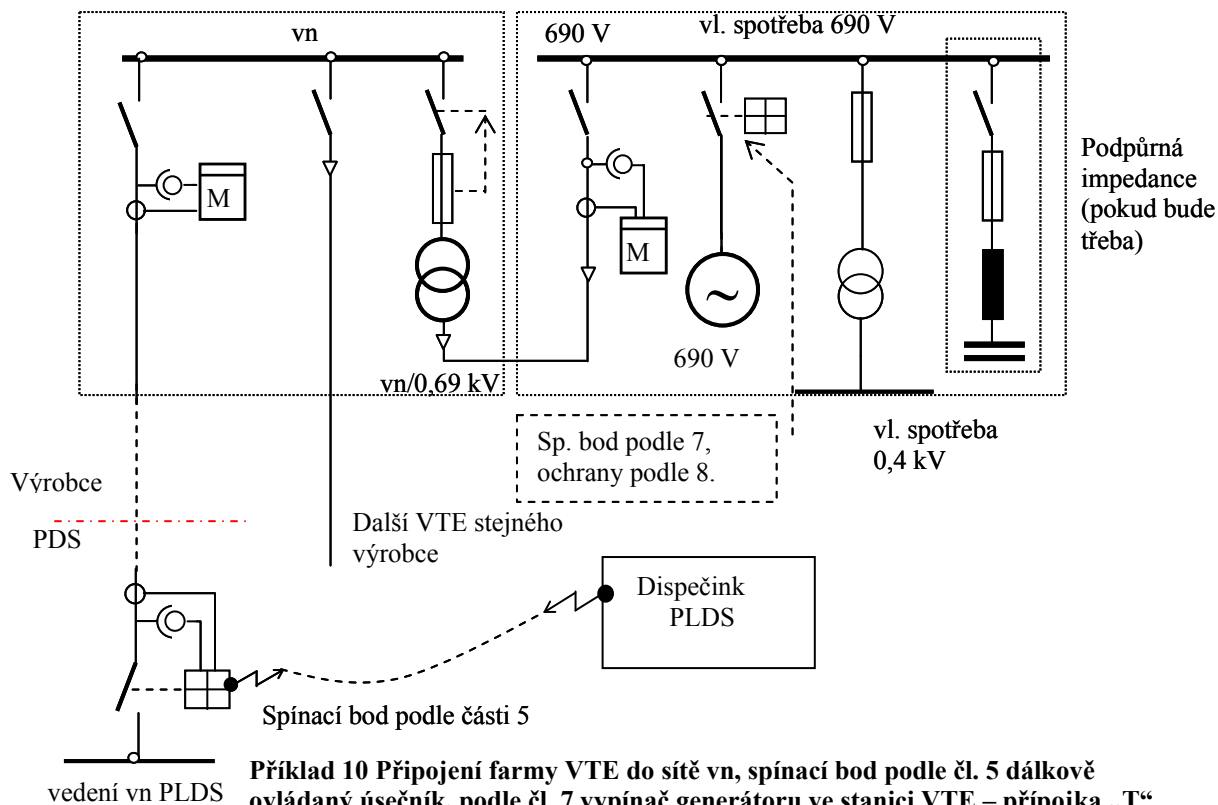 vn
690 V
vl. spotřeba 690 V
M
M
Podpůrná
impedance
(pokud bude
třeba)
690 V
vn/0,69 kV
Sp. bod podle 7,
ochrany podle 8.
vl. spotřeba
0,4 kV
Výrobce
PDS
Další VTE stejného
výrobce
Dispečink
PLDS
Spínací bod podle části 5
vedení vn PLDS
Příklad 10 Připojení farmy VTE do sítě vn, spínací bod podle čl. 5 dálkově
ovládaný úsečník, podle čl. 7 vypínač generátoru ve stanici VTE – přípojka „T“